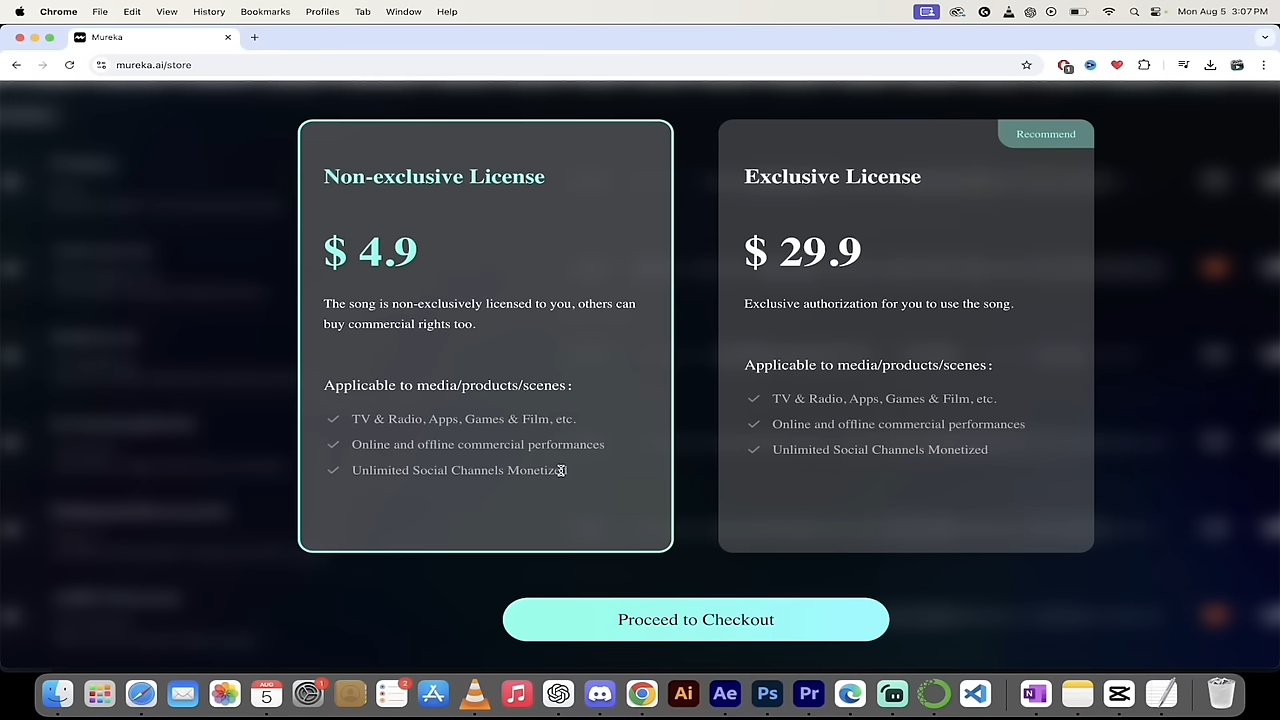 Chrome File Edit View History Bookmarks Profiles Tab Window Help Mon Aug 5 3:07 PM
Mureka
mureka.ai/store
1
Non-exclusive License
$ 4.9
The song is non-exclusively licensed to you, others can
buy commercial rights too.
Applicable to media/products/scenes:
TV & Radio, Apps, Games & Film, etc.
Online and offline commercial performances
Unlimited Social Channels Monetized
Recommend
Exclusive License
$ 29.9
Exclusive authorization for you to use the song.
Applicable to media/products/scenes:
TV & Radio, Apps, Games & Film, etc.
Online and offline commercial performances
Unlimited Social Channels Monetized
Proceed to Checkout
AUG 5 1 2 Ai Ae Ps Pr N